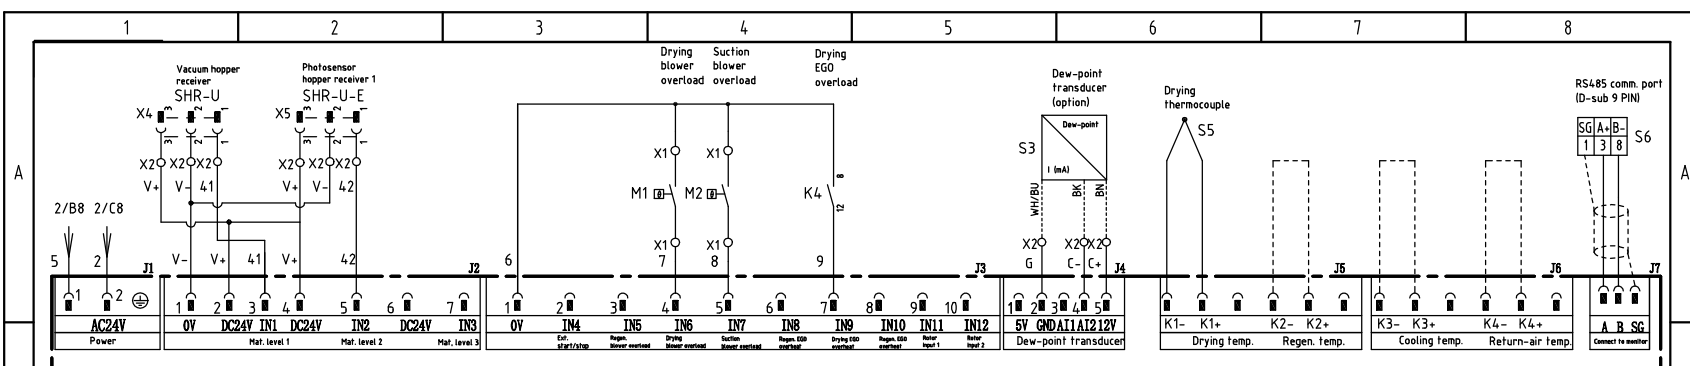 1 2 3 4 5 6 7 8
A A
Vacuum hopper
receiver
SHR-U
Photosensor
hopper receiver 1
SHR-U-E
Drying
blower
overload
Suction
blower
overload
Drying
EGO
overload
Dew-point
transducer
(option)
Drying
thermocouple
RS485 comm. port
(D-sub 9 PIN)
X4 3 2 1
X5 3 2 1
3 2 1
3 2 1
Dew-point
S3
I (mA)
S5
SG A+ B-
1 3 8
S6
X2 X2 X2
X2 X2 X2
X1 X1
V+ V- 41
V+ V- 42
M1 M2 K4
8
12
WH/BU BK BN
2/B8 2/C8
X1 X1
X2 X2 X2
5 2
V- V+ 41 V+ 42
6 7 8 9
G C- C+
J1 J2 J3 J4 J5 J6 J7
1 2
1 2 3 4 5 6 7
1 2 3 4 5 6 7 8 9 10
1 2 3 4 5
AC24V
Power
0V DC24V IN1 DC24V IN2 DC24V IN3
Mat. level 1 Mat. level 2 Mat. level 3
0V IN4 IN5 IN6 IN7 IN8 IN9 IN10 IN11 IN12
Ext.
start/stop
Regen.
blower overload
Drying
blower overload
Suction
blower overload
Regen. EGO
overheat
Drying EGO
overheat
Regen. EGO
overheat
Rotor
input 1
Rotor
input 2
5V GND AI1 AI2 12V
Dew-point transducer
K1- K1+ K2- K2+
Drying temp. Regen. temp.
K3- K3+ K4- K4+
Cooling temp. Return-air temp.
A B SG
Connect to monitor